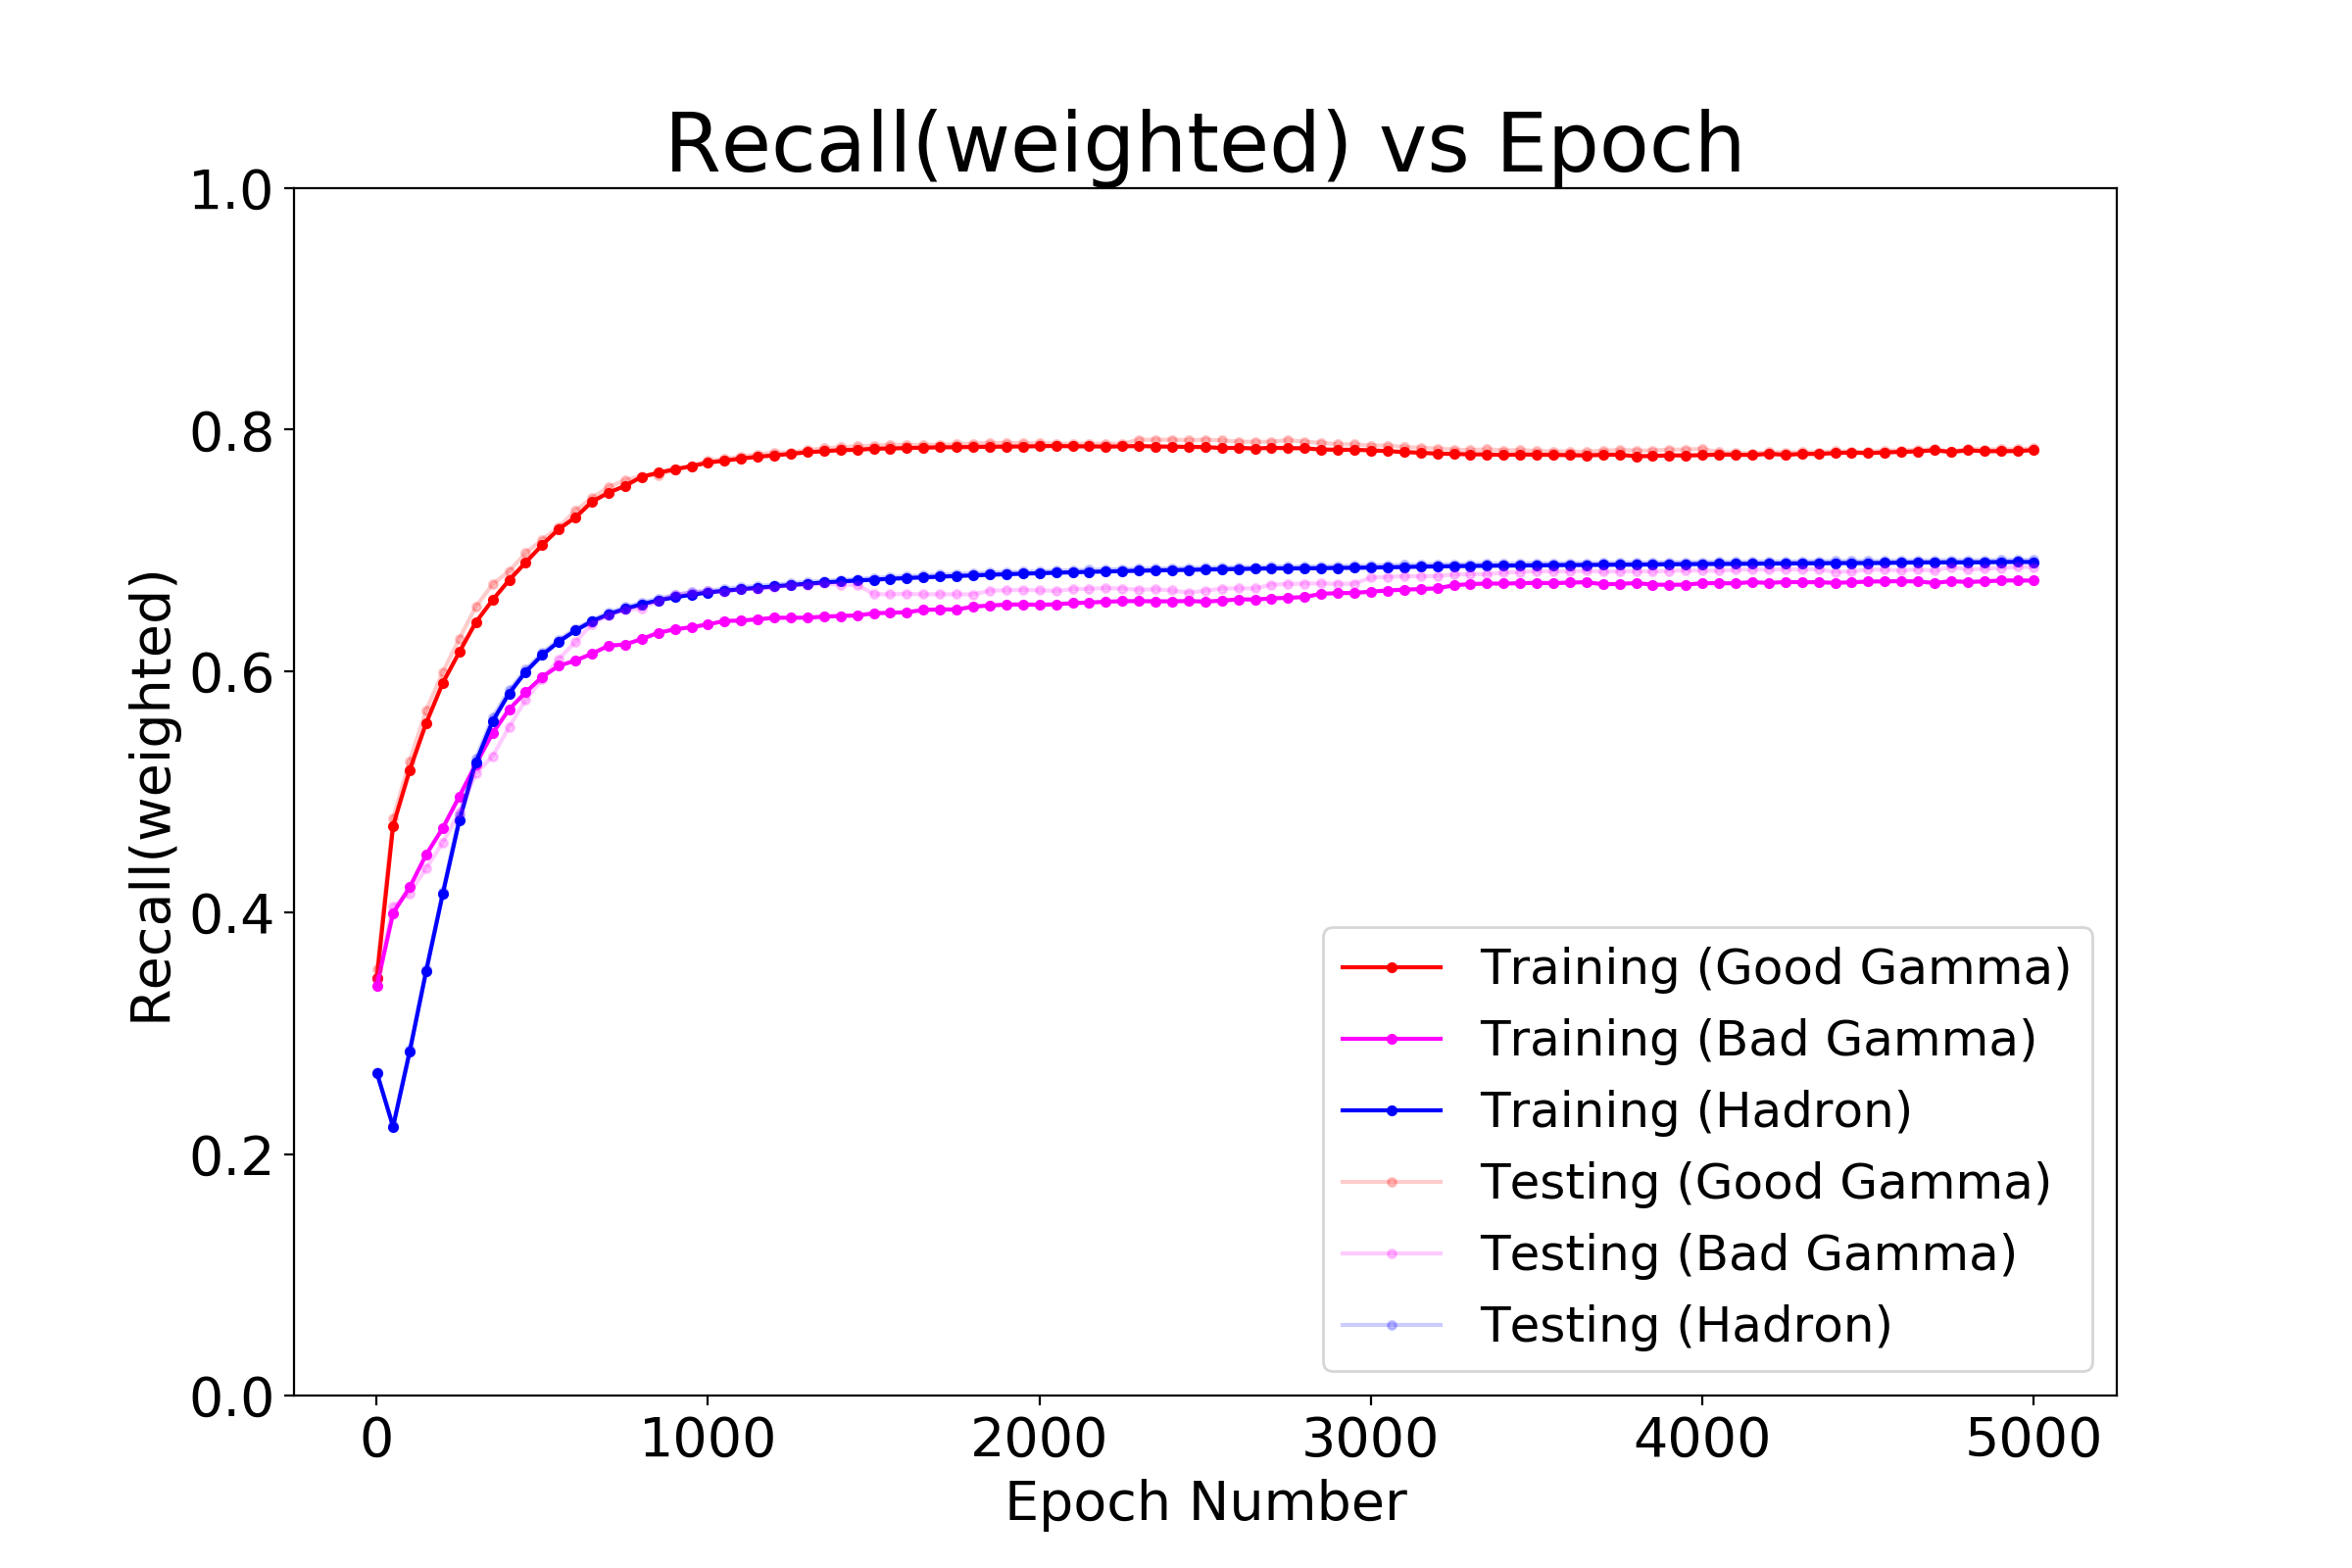 Recall(weighted) vs Epoch
1.0
0.8
0.6
0.4
0.2
0.0
Recall(weighted)
0 1000 2000 3000 4000 5000
Epoch Number
Training (Good Gamma)
Training (Bad Gamma)
Training (Hadron)
Testing (Good Gamma)
Testing (Bad Gamma)
Testing (Hadron)